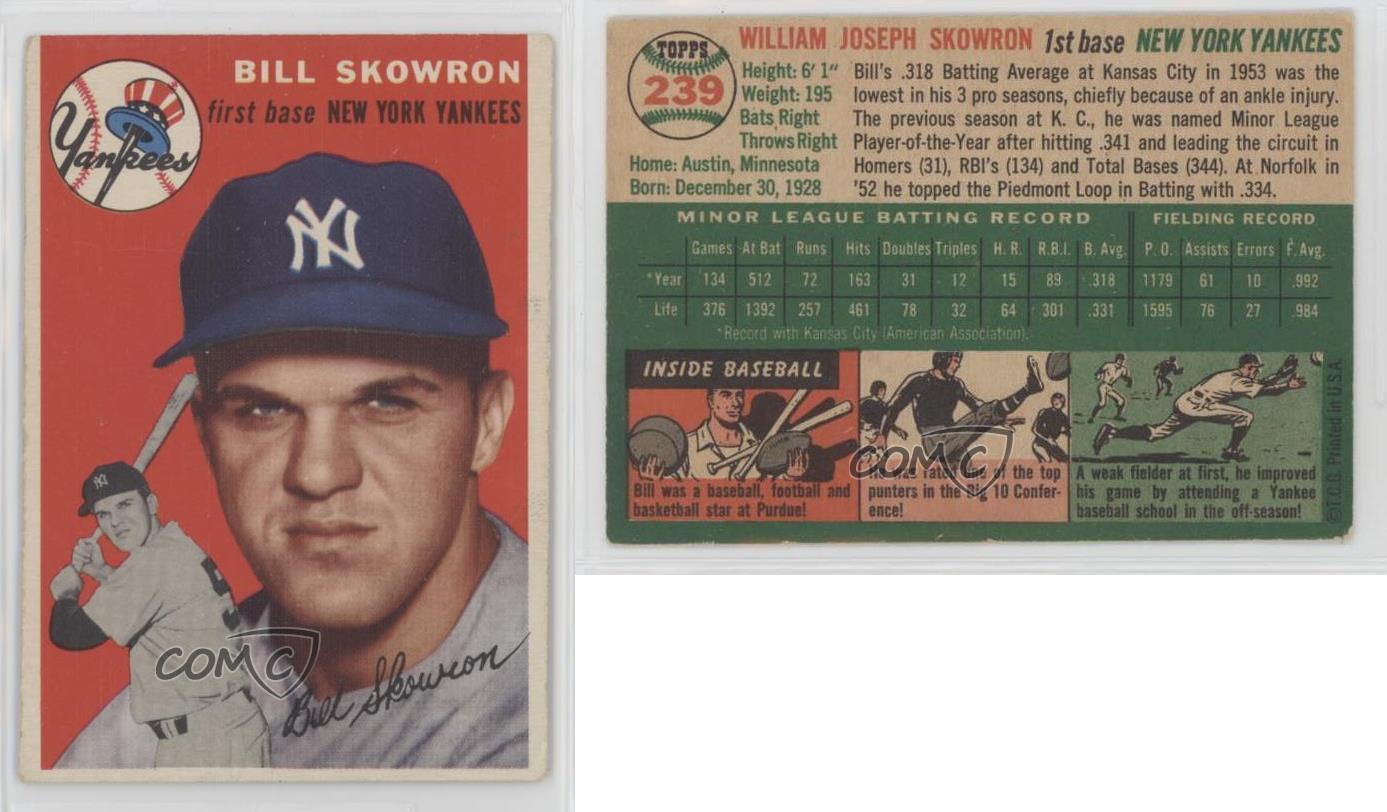 BILL SKOWRON
first base NEW YORK YANKEES
Yankees
NY
NY
COMC
Bill Skowron
TOPPS
239
WILLIAM JOSEPH SKOWRON 1st base NEW YORK YANKEES
Height: 6' 1"
Weight: 195
Bats Right
Throws Right
Home: Austin, Minnesota
Born: December 30, 1928
Bill's .318 Batting Average at Kansas City in 1953 was the
lowest in his 3 pro seasons, chiefly because of an ankle injury.
The previous season at K. C., he was named Minor League
Player-of-the-Year after hitting .341 and leading the circuit in
Homers (31), RBI's (134) and Total Bases (344). At Norfolk in
'52 he topped the Piedmont Loop in Batting with .334.
MINOR LEAGUE BATTING RECORD FIELDING RECORD
Games At Bat Runs Hits Doubles Triples H. R. R.B.I. B. Avg. P. O. Assists Errors F. Avg.
*Year 134 512 72 163 31 12 15 89 .318 1179 61 10 .992
Life 376 1392 257 461 78 32 64 301 .331 1595 76 27 .984
*Record with Kansas City (American Association).
INSIDE BASEBALL
Bill was a baseball, football and
basketball star at Purdue!
COMC
He was rated one of the top
punters in the Big 10 Confer-
ence!
A weak fielder at first, he improved
his game by attending a Yankee
baseball school in the off-season!
©T.C.G. Printed in U.S.A.